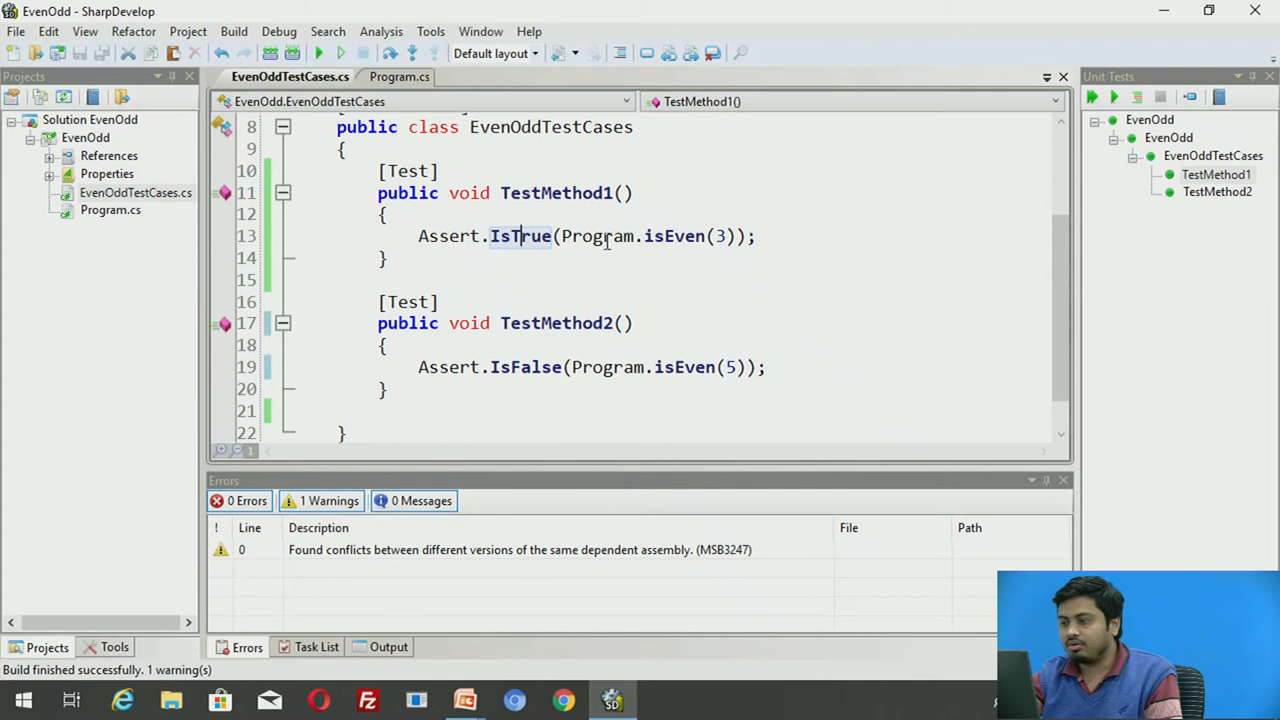 EvenOdd - SharpDevelop
File Edit View Refactor Project Build Debug Search Analysis Tools Window Help
Default layout
Projects
EvenOddTestCases.cs Program.cs
Unit Tests
EvenOdd.EvenOddTestCases TestMethod1()
Solution EvenOdd
EvenOdd
References
Properties
EvenOddTestCases.cs
Program.cs
8 public class EvenOddTestCases
9 {
10 [Test]
11 public void TestMethod1()
12 {
13 Assert.IsTrue(Program.isEven(3));
14 }
15
16 [Test]
17 public void TestMethod2()
18 {
19 Assert.IsFalse(Program.isEven(5));
20 }
21
22 }
1
EvenOdd
EvenOdd
EvenOddTestCases
TestMethod1
TestMethod2
Errors
0 Errors 1 Warnings 0 Messages
! Line Description File Path
0 Found conflicts between different versions of the same dependent assembly. (MSB3247)
Projects Tools
Errors Task List Output
Build finished successfully. 1 warning(s)
SD